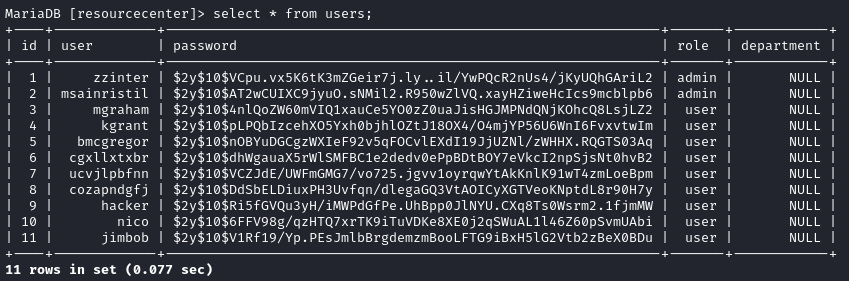 MariaDB [resourcecenter]> select * from users;
+----+------------+--------------------------------------------------------------+-------+------------+
| id | user | password | role | department |
+----+------------+--------------------------------------------------------------+-------+------------+
| 1 | zzinter | $2y$10$VCpu.vx5K6tK3mZGeir7j.ly..il/YwPQcR2nUs4/jKyUQhGAriL2 | admin | NULL |
| 2 | msainristil | $2y$10$AT2wCUIXC9jyuO.sNMil2.R950wZlVQ.xayHZiweHcIcs9mcblpb6 | admin | NULL |
| 3 | mgraham | $2y$10$4nlQoZW60mVIQ1xauCe5YO0zZ0uaJisHGJMPNdQNjKOhcQ8LsjLZ2 | user | NULL |
| 4 | kgrant | $2y$10$pLPQbIzcehXO5Yxh0bjhlOZtJ18OX4/O4mjYP56U6WnI6FvxvtwIm | user | NULL |
| 5 | bmcgregor | $2y$10$nOBYuDGCgzWXIeF92v5qFOCvlEXdI19JjUZNl/zWHHX.RQGTS03Aq | user | NULL |
| 6 | cgxllxtxbr | $2y$10$dhWgauaX5rWlSMFBC1e2dedv0ePpBDtBOY7eVkcI2npSjsNt0hvB2 | user | NULL |
| 7 | ucvjlpbfnn | $2y$10$VCZJdE/UWFmGMG7/vo725.jgvv1oyrqwYtAkKnlK91wT4zmLoeBpm | user | NULL |
| 8 | cozapndgfj | $2y$10$DdSbELDiuxPH3Uvfqn/dlegaGQ3VtAOICyXGTVeoKNptdL8r90H7y | user | NULL |
| 9 | hacker | $2y$10$Ri5fGVQu3yH/iMWPdGfPe.UhBpp0JlNYU.CXq8Ts0Wsrm2.1fjmMW | user | NULL |
| 10 | nico | $2y$10$6FFV98g/qzHTQ7xrTK9iTuVDKe8XE0j2qSWuAL1l46Z60pSvmUAbi | user | NULL |
| 11 | jimbob | $2y$10$V1Rf19/Yp.PEsJmlbBrgdemzmBooLFTG9iBxH5lG2Vtb2zBeX0BDu | user | NULL |
+----+------------+--------------------------------------------------------------+-------+------------+
11 rows in set (0.077 sec)